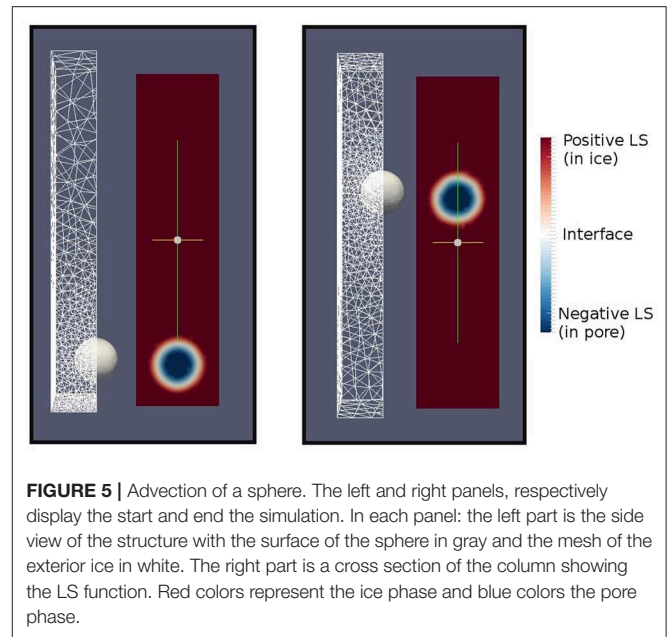 Positive LS
(in ice)
Interface
Negative LS
(in pore)
FIGURE 5 | Advection of a sphere. The left and right panels, respectively
display the start and end the simulation. In each panel: the left part is the side
view of the structure with the surface of the sphere in gray and the mesh of the
exterior ice in white. The right part is a cross section of the column showing
the LS function. Red colors represent the ice phase and blue colors the pore
phase.